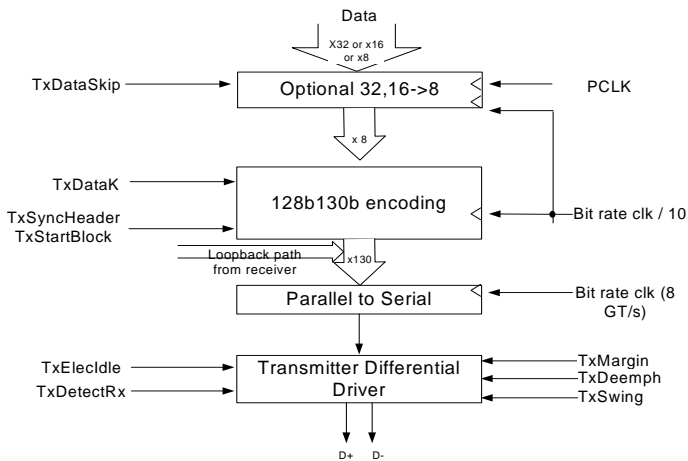 Data
X32 or x16
or x8
TxDataSkip
Optional 32,16->8
PCLK
x 8
TxDataK
128b130b encoding
TxSyncHeader
TxStartBlock
Bit rate clk / 10
Loopback path
from receiver
x130
Parallel to Serial
Bit rate clk (8
GT/s)
TxElecIdle
TxDetectRx
Transmitter Differential
Driver
TxMargin
TxDeemph
TxSwing
D+
D-